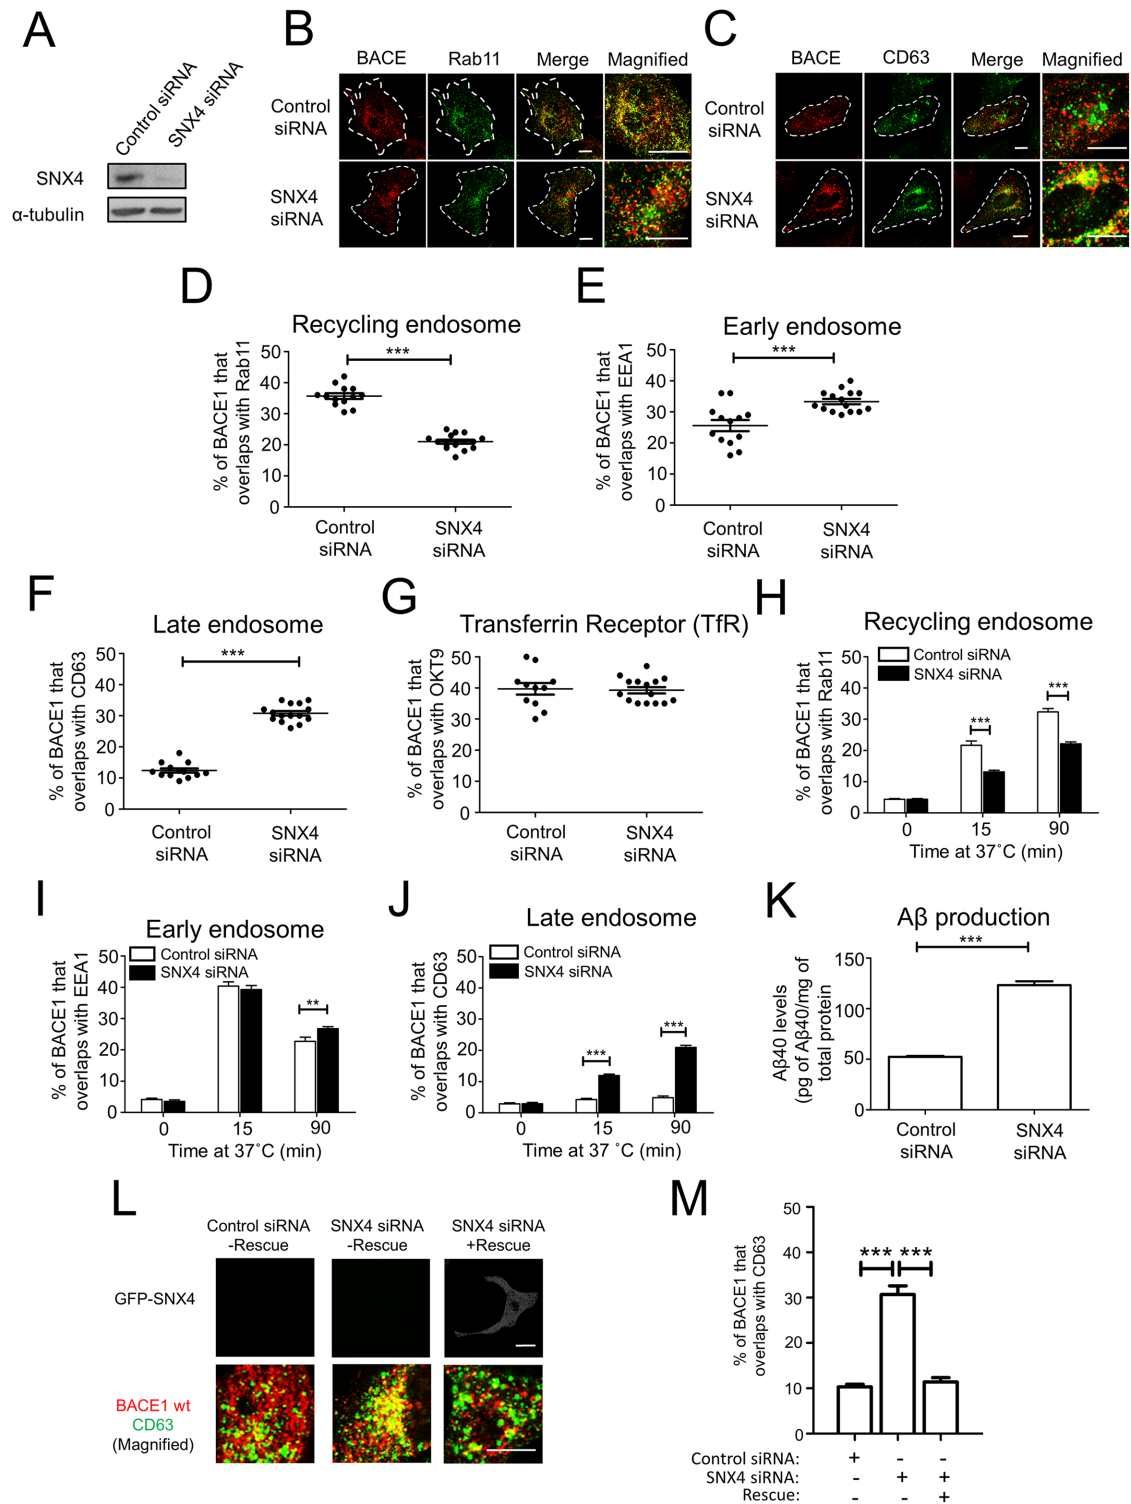 A
Control siRNA
SNX4 siRNA
SNX4
α-tubulin
B
BACE Rab11 Merge Magnified
Control
siRNA
SNX4
siRNA
C
BACE CD63 Merge Magnified
Control
siRNA
SNX4
siRNA
D
Recycling endosome
% of BACE1 that
overlaps with Rab11
50
40
30
20
10
0
***
Control
siRNA
SNX4
siRNA
E
Early endosome
% of BACE1 that
overlaps with EEA1
50
40
30
20
10
0
***
Control
siRNA
SNX4
siRNA
F
Late endosome
% of BACE1 that
overlaps with CD63
50
40
30
20
10
0
***
Control
siRNA
SNX4
siRNA
G
Transferrin Receptor (TfR)
% of BACE1 that
overlaps with OKT9
50
40
30
20
10
0
Control
siRNA
SNX4
siRNA
H
Recycling endosome
% of BACE1 that
overlaps with Rab11
50
40
30
20
10
0
Control siRNA
SNX4 siRNA
***
***
0 15 90
Time at 37˚C (min)
I
Early endosome
% of BACE1 that
overlaps with EEA1
50
40
30
20
10
0
Control siRNA
SNX4 siRNA
**
0 15 90
Time at 37˚C (min)
J
Late endosome
% of BACE1 that
overlaps with CD63
50
40
30
20
10
0
Control siRNA
SNX4 siRNA
***
***
0 15 90
Time at 37 ˚C (min)
K
Aβ production
Aβ40 levels
(pg of Aβ40/mg of
total protein
150
100
50
0
***
Control
siRNA
SNX4
siRNA
L
Control siRNA
-Rescue
SNX4 siRNA
-Rescue
SNX4 siRNA
+Rescue
GFP-SNX4
BACE1 wt
CD63
(Magnified)
M
% of BACE1 that
overlaps with CD63
50
40
30
20
10
0
*** ***
Control siRNA: + - -
SNX4 siRNA: - + +
Rescue: - - +